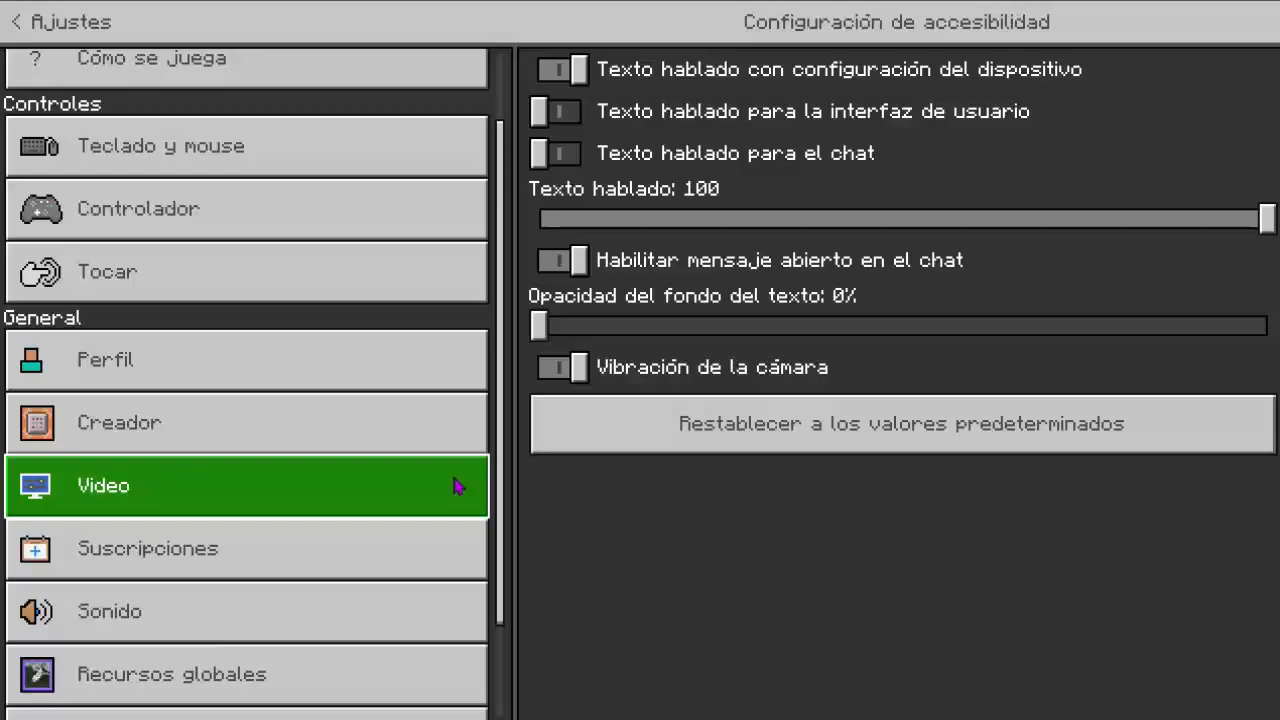 Ajustes
Configuración de accesibilidad
? Cómo se juega
Controles
Teclado y mouse
Controlador
Tocar
General
Perfil
Creador
Video
Suscripciones
Sonido
Recursos globales
Texto hablado con configuración del dispositivo
Texto hablado para la interfaz de usuario
Texto hablado para el chat
Texto hablado: 100
Habilitar mensaje abierto en el chat
Opacidad del fondo del texto: 0%
Vibración de la cámara
Restablecer a los valores predeterminados